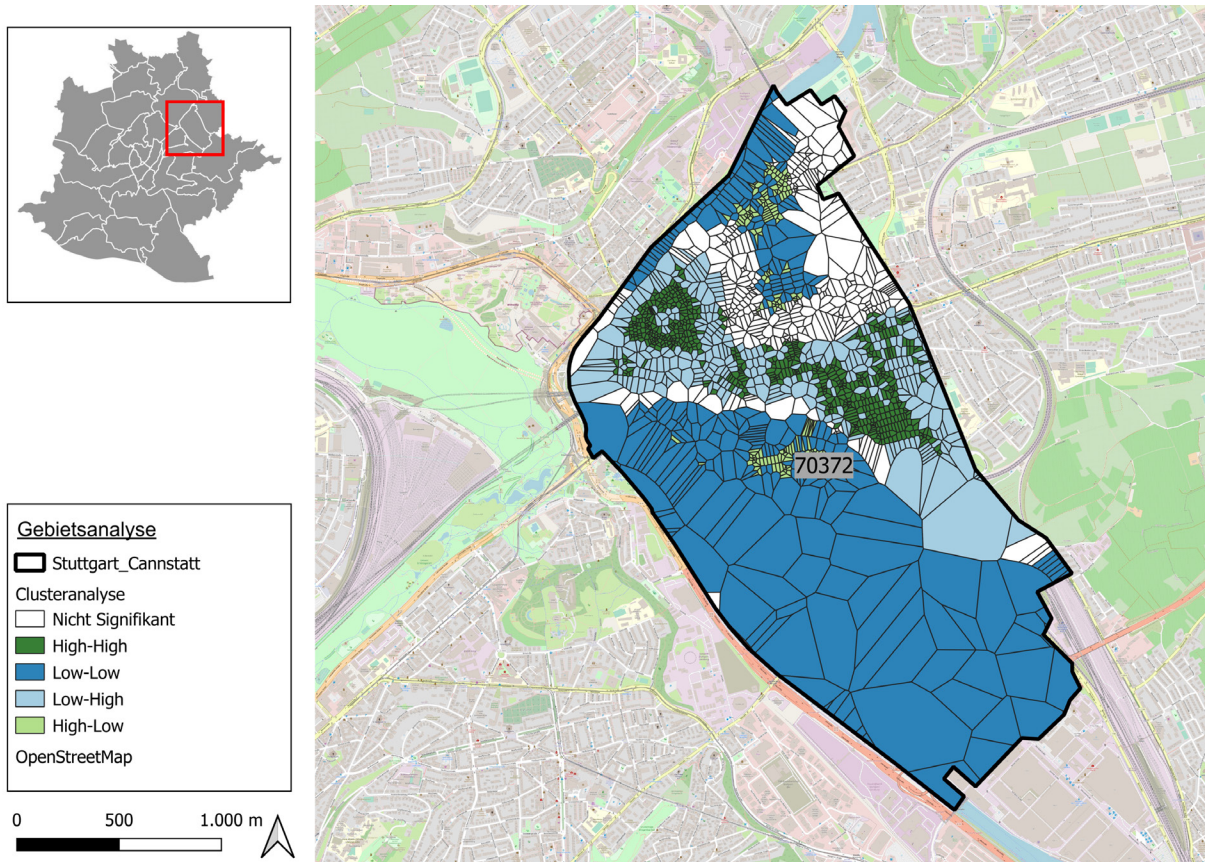 70372
Gebietsanalyse
Stuttgart_Cannstatt
Clusteranalyse
Nicht Signifikant
High-High
Low-Low
Low-High
High-Low
OpenStreetMap
0 500 1.000 m